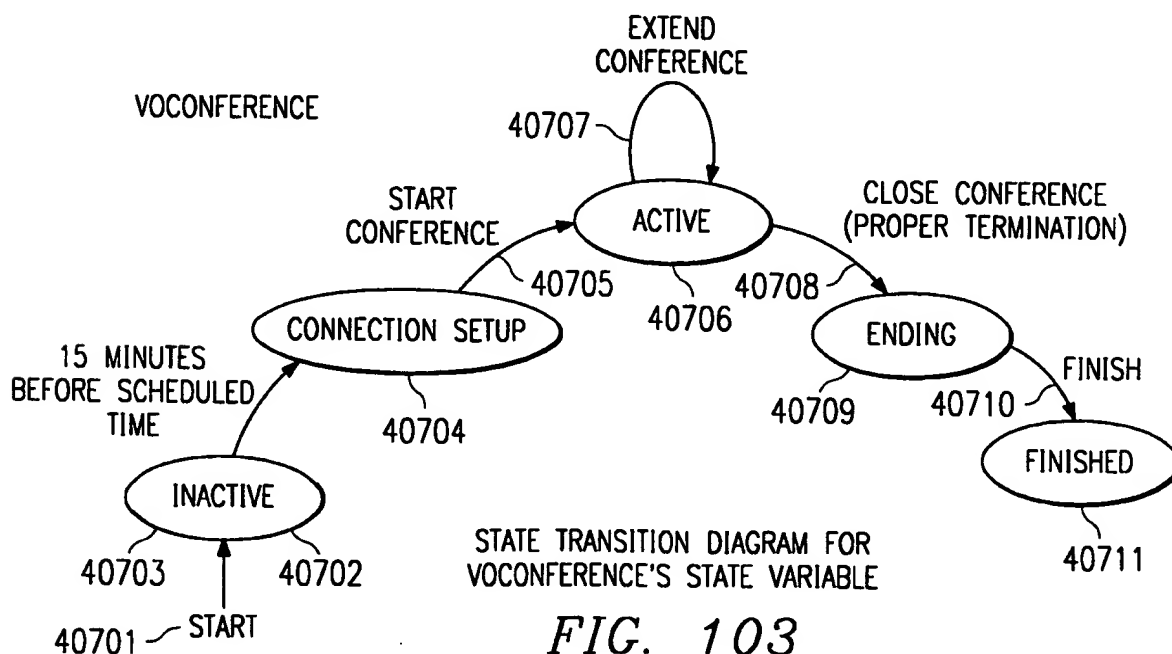 EXTEND
CONFERENCE
VOCONFERENCE
40707
START
CONFERENCE
ACTIVE
CLOSE CONFERENCE
(PROPER TERMINATION)
40705
40708
40706
CONNECTION SETUP
ENDING
15 MINUTES
BEFORE SCHEDULED
TIME
40704
40709
40710
FINISH
INACTIVE
FINISHED
40703
40702
STATE TRANSITION DIAGRAM FOR
VOCONFERENCE'S STATE VARIABLE
40711
40701
START
FIG. 103